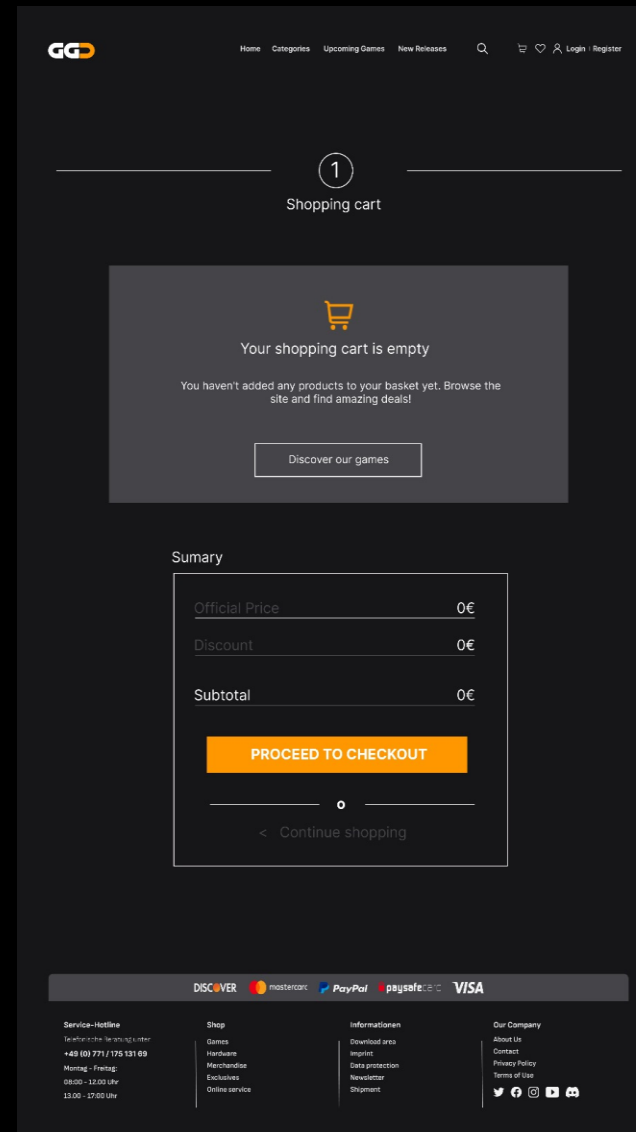 GGD
Home Categories Upcoming Games New Releases Login | Register
1
Shopping cart
Your shopping cart is empty
You haven't added any products to your basket yet. Browse the
site and find amazing deals!
Discover our games
Sumary
Official Price 0€
Discount 0€
Subtotal 0€
PROCEED TO CHECKOUT
o
< Continue shopping
DISCOVER mastercard PayPal paysafecard VISA
Service-Hotline
Telefonische Beratung unter
+49 (0) 771 / 175 131 69
Montag - Freitag:
08:00 - 12.00 Uhr
13.00 - 17:00 Uhr
Shop
Games
Hardware
Merchandise
Exclusives
Online service
Informationen
Download area
Imprint
Data protection
Newsletter
Shipment
Our Company
About Us
Contact
Privacy Policy
Terms of Use